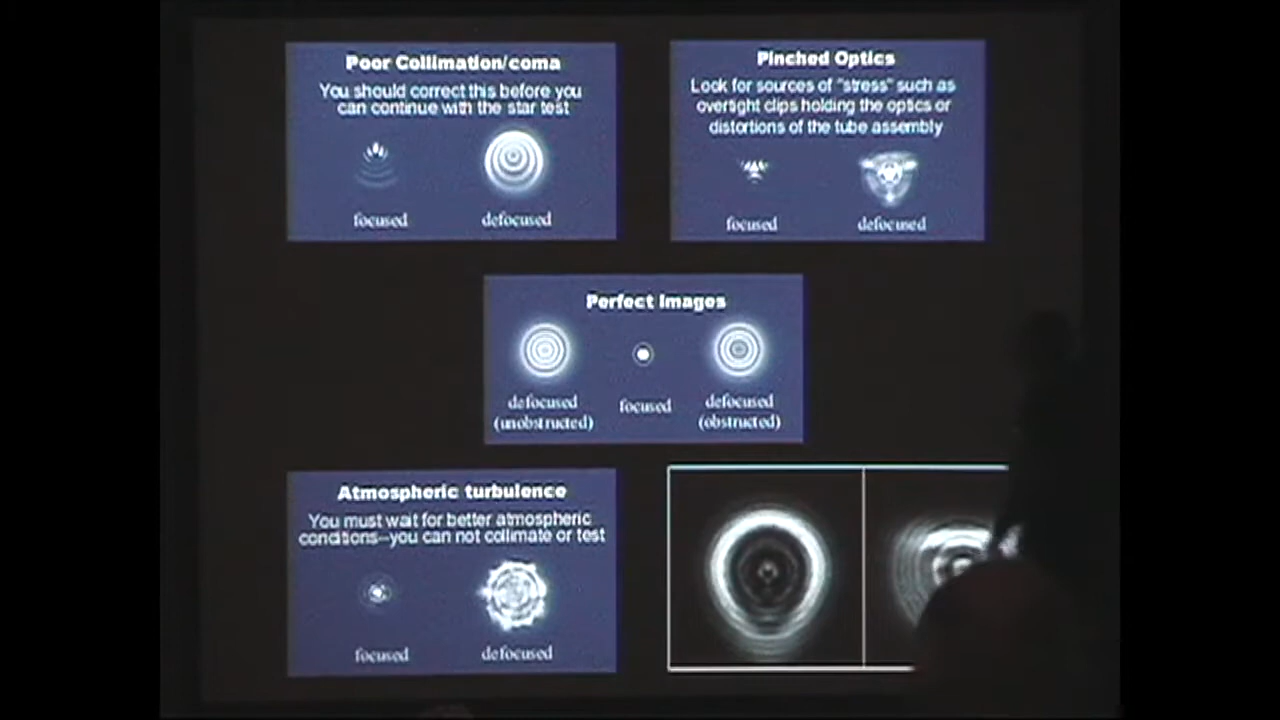 Poor Collimation/coma
You should correct this before you
can continue with the star test
focused defocused
Pinched Optics
Look for sources of "stress" such as
overtight clips holding the optics or
distortions of the tube assembly
focused defocused
Perfect Images
defocused focused defocused
(unobstructed) (obstructed)
Atmospheric turbulence
You must wait for better atmospheric
conditions--you can not collimate or test
focused defocused